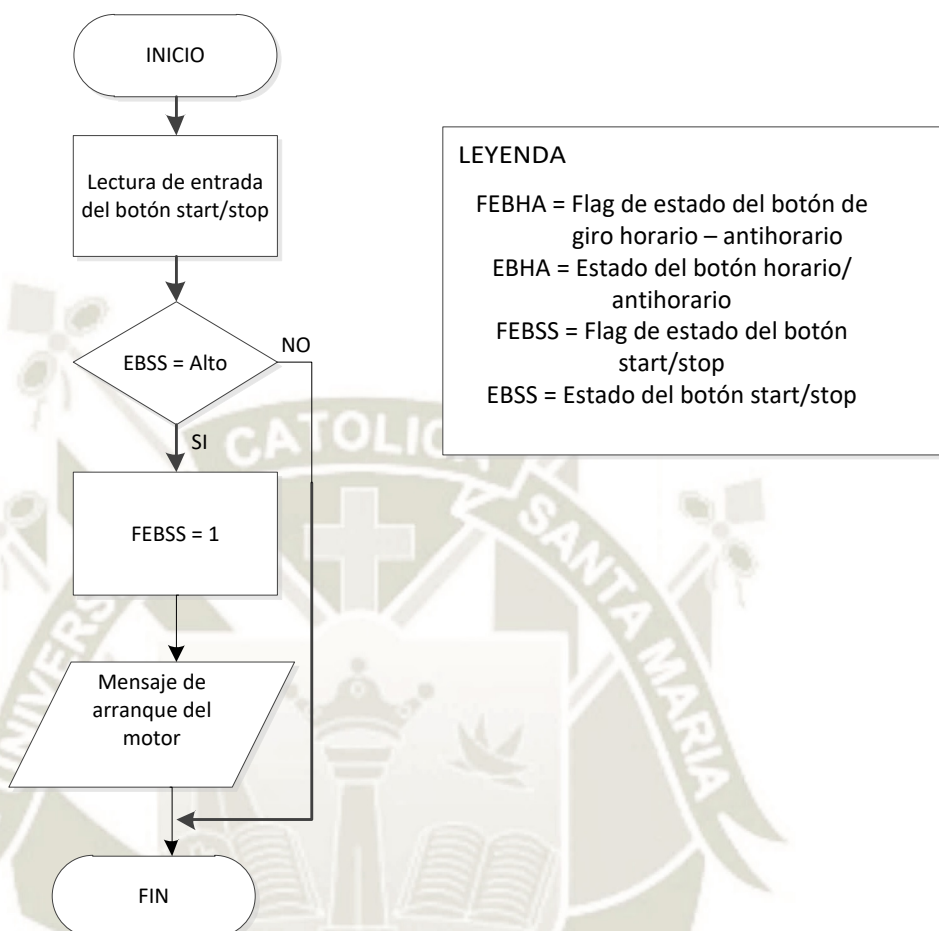 INICIO
Lectura de entrada
del botón start/stop
EBSS = Alto
NO
SI
FEBSS = 1
Mensaje de
arranque del
motor
FIN
LEYENDA
FEBHA = Flag de estado del botón de
giro horario – antihorario
EBHA = Estado del botón horario/
antihorario
FEBSS = Flag de estado del botón
start/stop
EBSS = Estado del botón start/stop
CATOLICA
SANTA MARIA